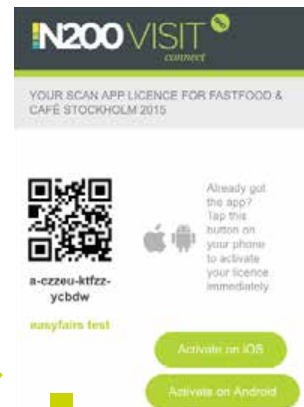 N200 VISIT
connect
YOUR SCAN APP LICENCE FOR FASTFOOD &
CAFÉ STOCKHOLM 2015
Already got
the app?
Tap this
button on
your phone
to activate
your licence
immediately.
a-czzeu-ktfzz-
ycbdw
easyfairs test
Activate on iOS
Activate on Android